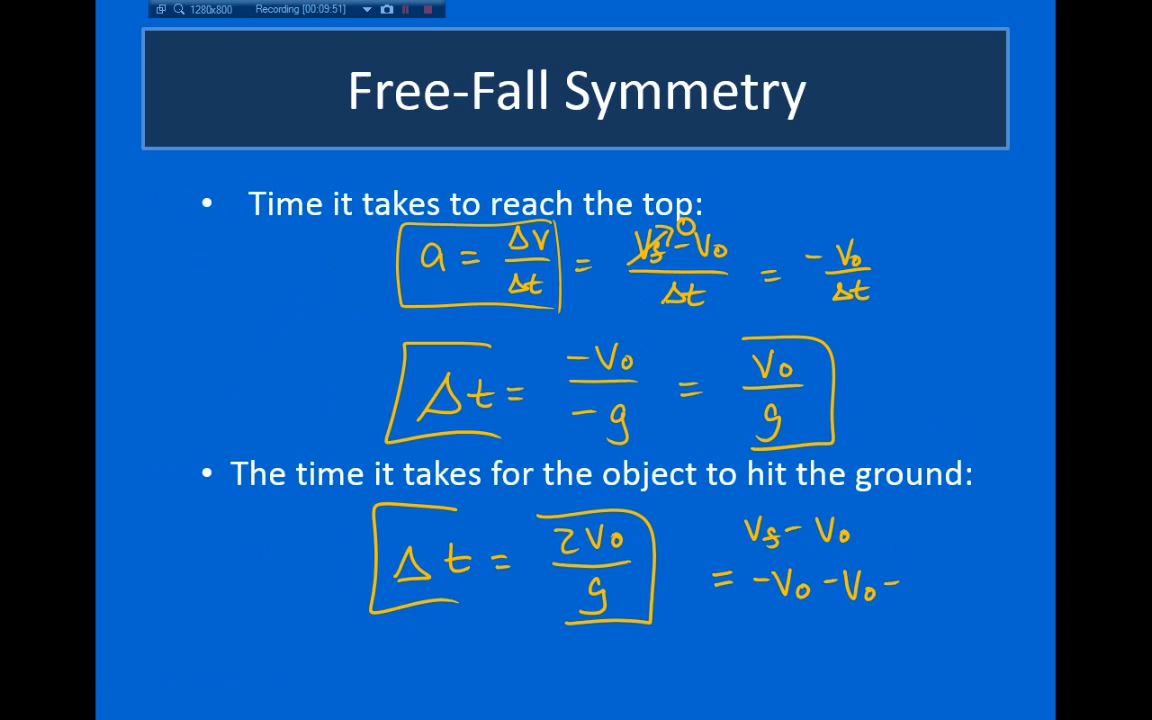 1280x800 Recording [00:09:51]
Free-Fall Symmetry
• Time it takes to reach the top:
a = Δv/Δt = (Vf→0 - V0)/Δt = -V0/Δt
Δt = -V0/-g = V0/g
• The time it takes for the object to hit the ground:
Δt = 2V0/g
Vf - V0
= -V0 - V0 -